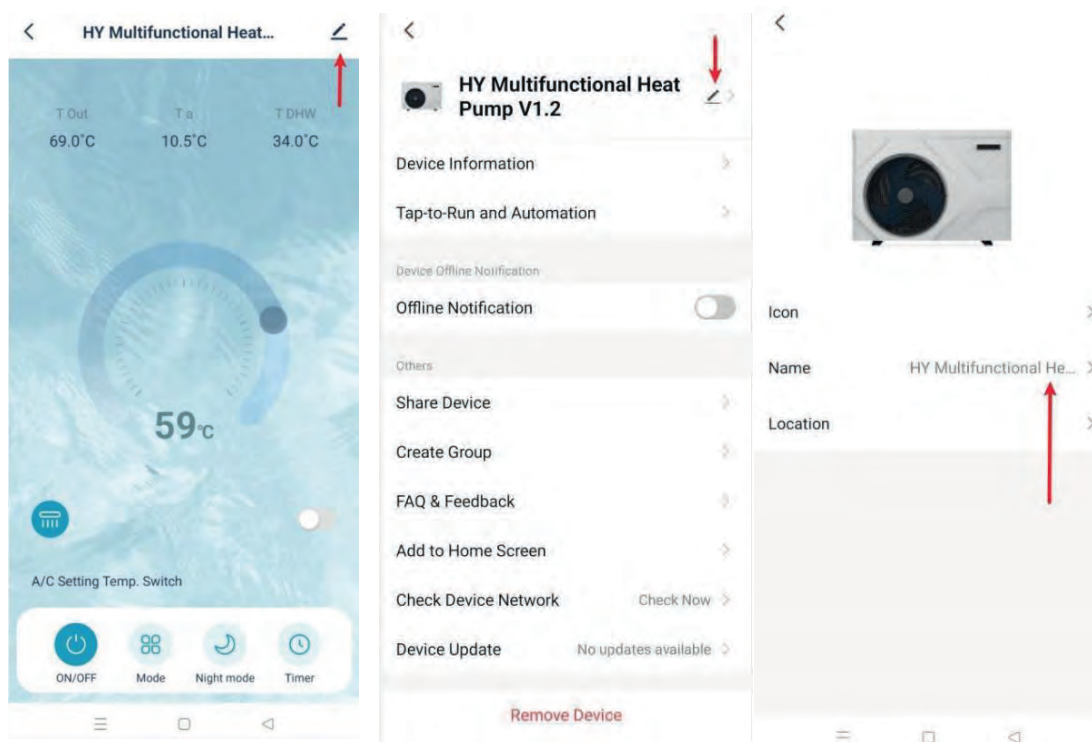 HY Multifunctional Heat...
T Out T a T DHW
69.0°C 10.5°C 34.0°C
59°C
A/C Setting Temp. Switch
ON/OFF Mode Night mode Timer
HY Multifunctional Heat
Pump V1.2
Device Information
Tap-to-Run and Automation
Device Offline Notification
Offline Notification
Others
Share Device
Create Group
FAQ & Feedback
Add to Home Screen
Check Device Network Check Now
Device Update No updates available
Remove Device
Icon
Name HY Multifunctional He...
Location